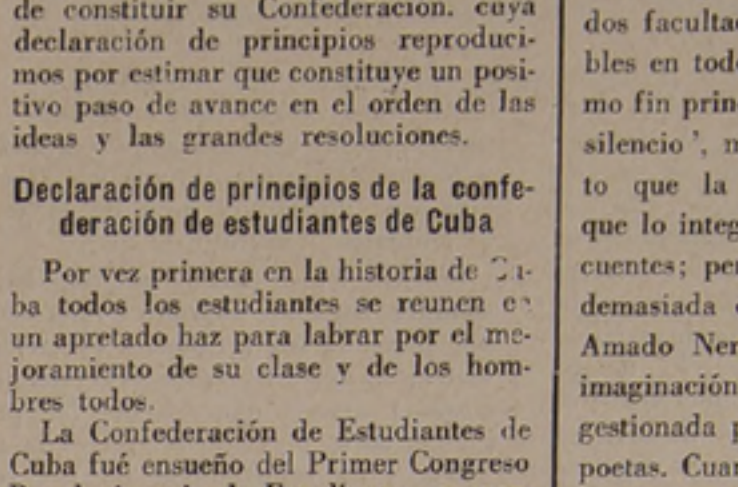 de constituir su Confederación. cuya
declaración de principios reproduci-
mos por estimar que constituye un posi-
tivo paso de avance en el orden de las
ideas y las grandes resoluciones.
Declaración de principios de la confe-
deración de estudiantes de Cuba
Por vez primera en la historia de Cu-
ba todos los estudiantes se reunen en
un apretado haz para labrar por el me-
joramiento de su clase y de los hom-
bres todos.
La Confederación de Estudiantes de
Cuba fué ensueño del Primer Congreso
dos faculta
bles en tod
mo fin prin
silencio', m
to que la
que lo integ
cuentes; per
demasiada
Amado Ner
imaginación
gestionada p
poetas. Cuan